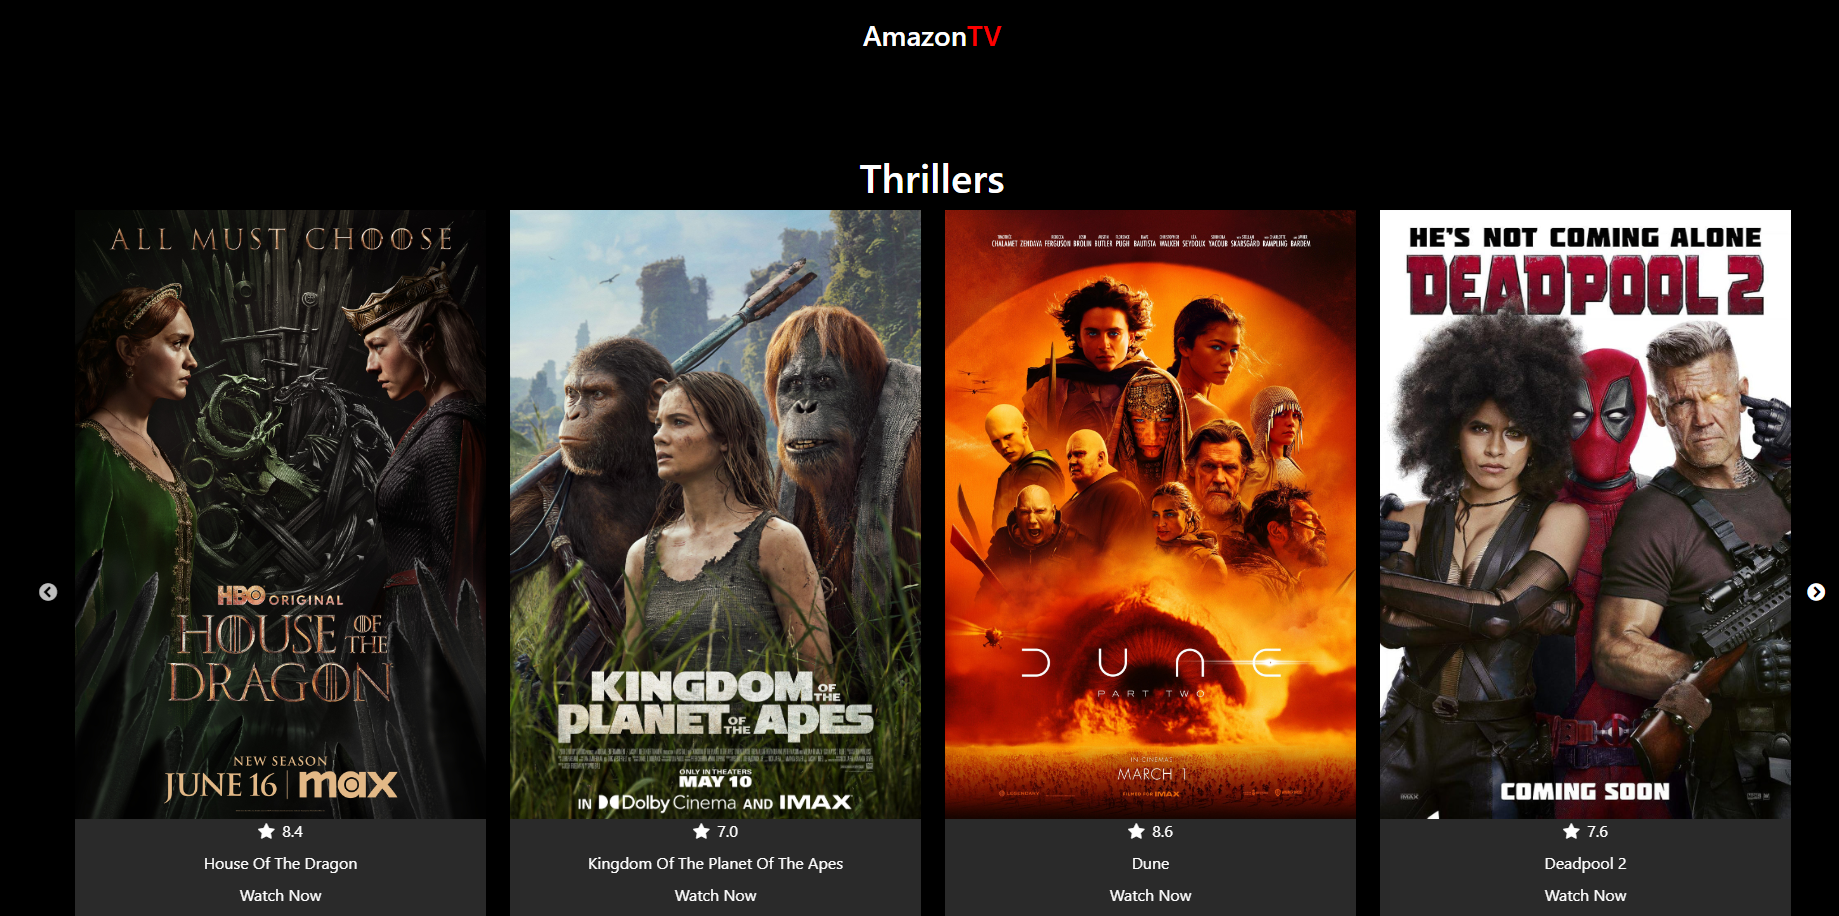 AmazonTV
Thrillers
ALL MUST CHOOSE
HBO ORIGINAL
HOUSE OF THE
DRAGON
NEW SEASON
JUNE 16 | max
8.4
House Of The Dragon
Watch Now
KINGDOM OF THE
PLANET OF THE APES
ONLY IN THEATERS
MAY 10
IN Dolby Cinema AND IMAX
7.0
Kingdom Of The Planet Of The Apes
Watch Now
CHALAMET ZENDAYA FERGUSON BROLIN BUTLER PUGH BAUTISTA WALKEN SEYDOUX YACOUB SKARSGÅRD RAMPLING BARDEM
DUNE
PART TWO
IN CINEMAS
MARCH 1
FILMED FOR IMAX
8.6
Dune
Watch Now
HE'S NOT COMING ALONE
DEADPOOL 2
COMING SOON
IMAX
7.6
Deadpool 2
Watch Now